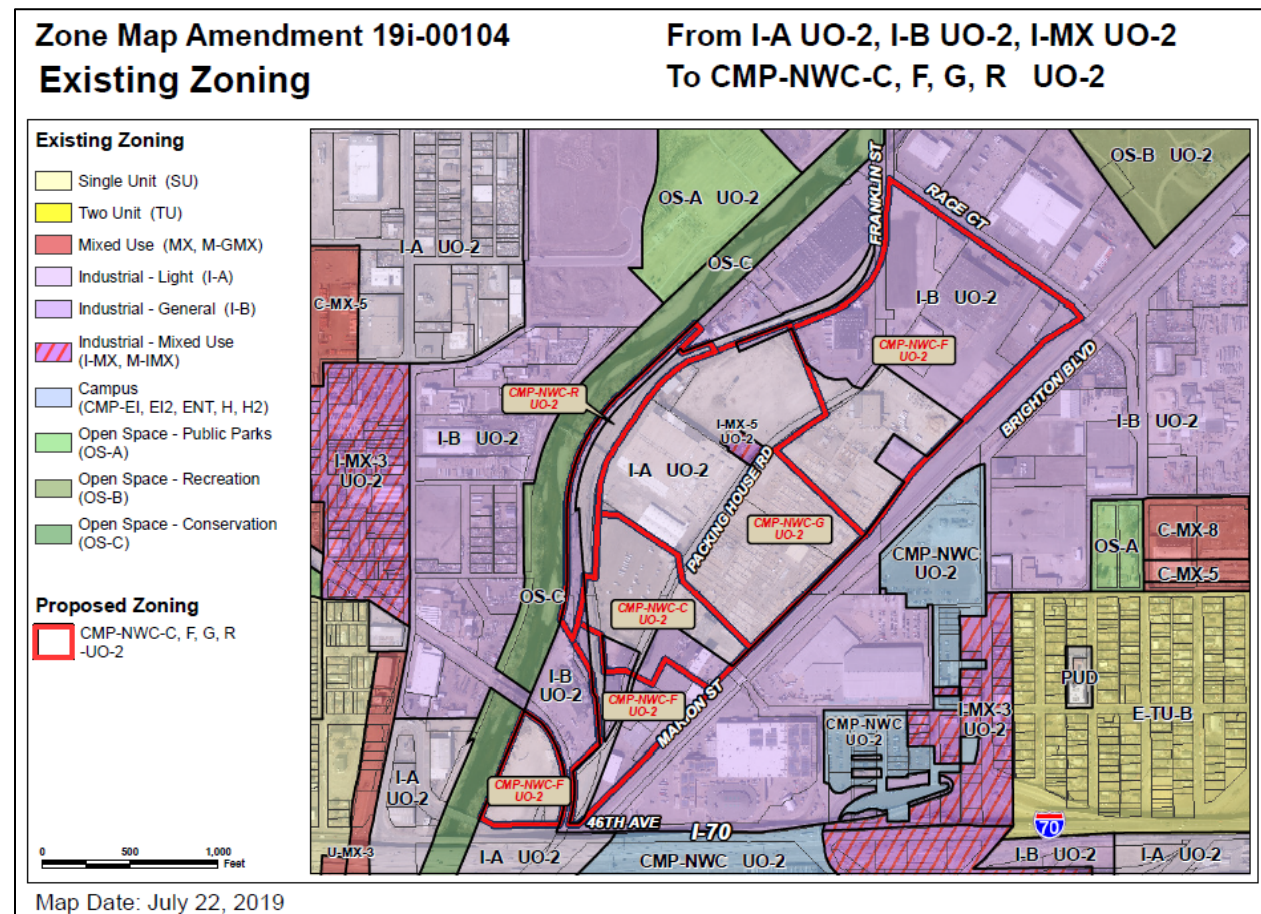 Zone Map Amendment 19i-00104
Existing Zoning
From I-A UO-2, I-B UO-2, I-MX UO-2
To CMP-NWC-C, F, G, R UO-2
Existing Zoning
Single Unit (SU)
Two Unit (TU)
Mixed Use (MX, M-GMX)
Industrial - Light (I-A)
Industrial - General (I-B)
Industrial - Mixed Use
(I-MX, M-IMX)
Campus
(CMP-EI, EI2, ENT, H, H2)
Open Space - Public Parks
(OS-A)
Open Space - Recreation
(OS-B)
Open Space - Conservation
(OS-C)
Proposed Zoning
CMP-NWC-C, F, G, R
-UO-2
0 500 1,000
Feet
OS-B UO-2
FRANKLIN ST
RACE CT
OS-A UO-2
I-A UO-2
OS-C
C-MX-5
I-B UO-2
CMP-NWC-F
UO-2
BRIGHTON BLVD
CMP-NWC-R
UO-2
I-MX-5
UO-2
I-B UO-2
I-B UO-2
I-MX-3
UO-2
I-A UO-2
PACKING HOUSE RD
CMP-NWC-G
UO-2
C-MX-8
OS-A
CMP-NWC
UO-2
C-MX-5
OS-C
CMP-NWC-C
UO-2
I-B
UO-2
PUD
CMP-NWC-F
UO-2
MARION ST
I-MX-3
UO-2
E-TU-B
CMP-NWC
UO-2
I-A
UO-2
CMP-NWC-F
UO-2
46TH AVE
I-70
70
U-MX-3
I-A UO-2
CMP-NWC UO-2
I-B UO-2
I-A UO-2
Map Date: July 22, 2019